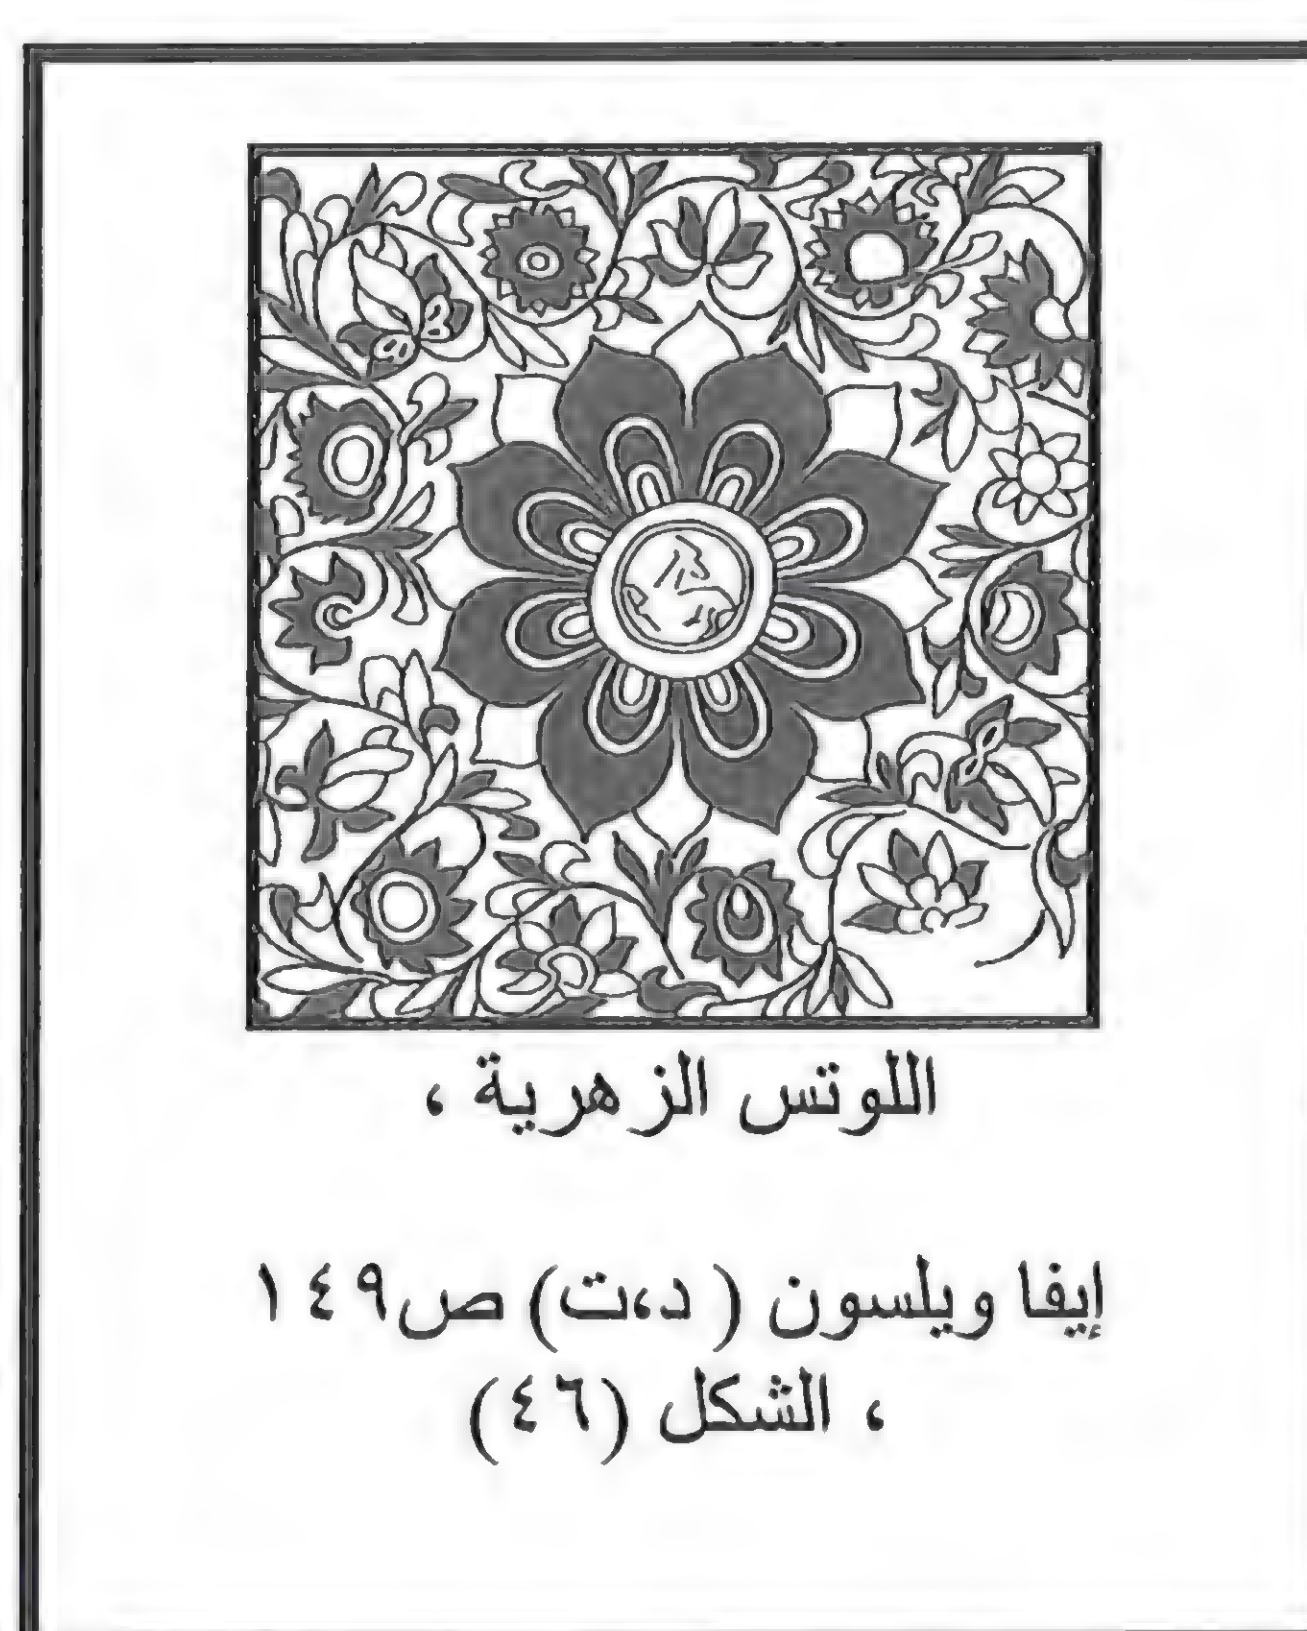 اللوتس الزهرية ،
إيفا ويلسون ( د،ت) ص١٤٩
، الشكل (٤٦)